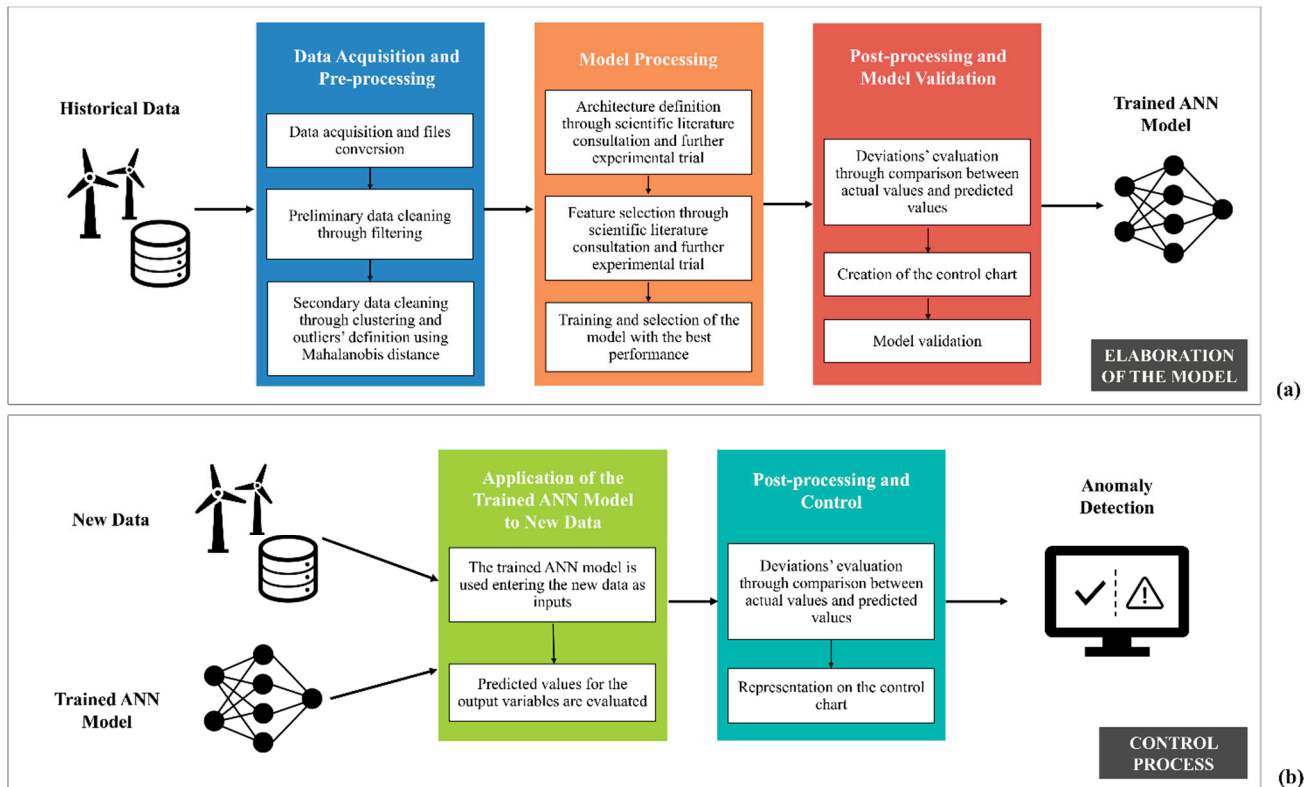 Historical Data
Data Acquisition and
Pre-processing
Data acquisition and files
conversion
Preliminary data cleaning
through filtering
Secondary data cleaning
through clustering and
outliers’ definition using
Mahalanobis distance
Model Processing
Architecture definition
through scientific literature
consultation and further
experimental trial
Feature selection through
scientific literature
consultation and further
experimental trial
Training and selection of the
model with the best
performance
Post-processing and
Model Validation
Deviations’ evaluation
through comparison between
actual values and predicted
values
Creation of the control chart
Model validation
Trained ANN
Model
ELABORATION
OF THE MODEL
(a)
New Data
Trained ANN
Model
Application of the
Trained ANN Model
to New Data
The trained ANN model is
used entering the new data as
inputs
Predicted values for the
output variables are evaluated
Post-processing and
Control
Deviations’ evaluation
through comparison between
actual values and predicted
values
Representation on the control
chart
Anomaly
Detection
CONTROL
PROCESS
(b)